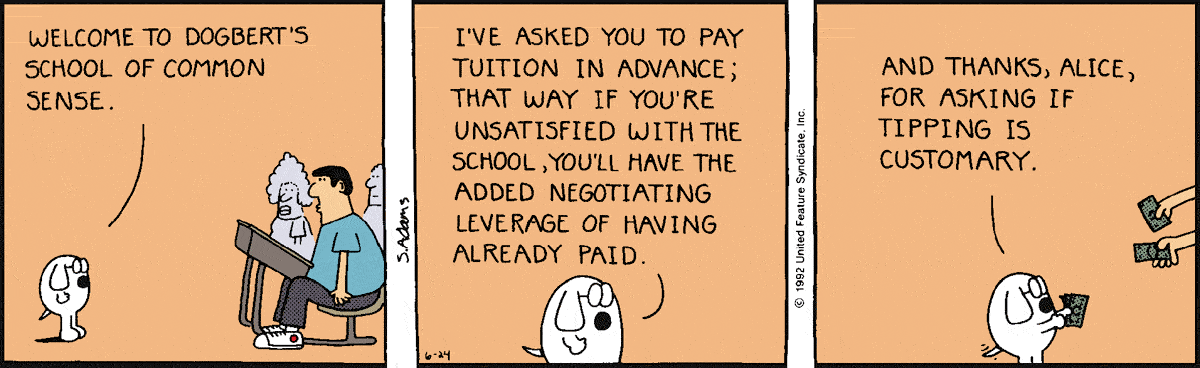 WELCOME TO DOGBERT'S
SCHOOL OF COMMON
SENSE.
S.Adams
I'VE ASKED YOU TO PAY
TUITION IN ADVANCE;
THAT WAY IF YOU'RE
UNSATISFIED WITH THE
SCHOOL, YOU'LL HAVE THE
ADDED NEGOTIATING
LEVERAGE OF HAVING
ALREADY PAID.
6-24
© 1992 United Feature Syndicate, Inc.
AND THANKS, ALICE,
FOR ASKING IF
TIPPING IS
CUSTOMARY.